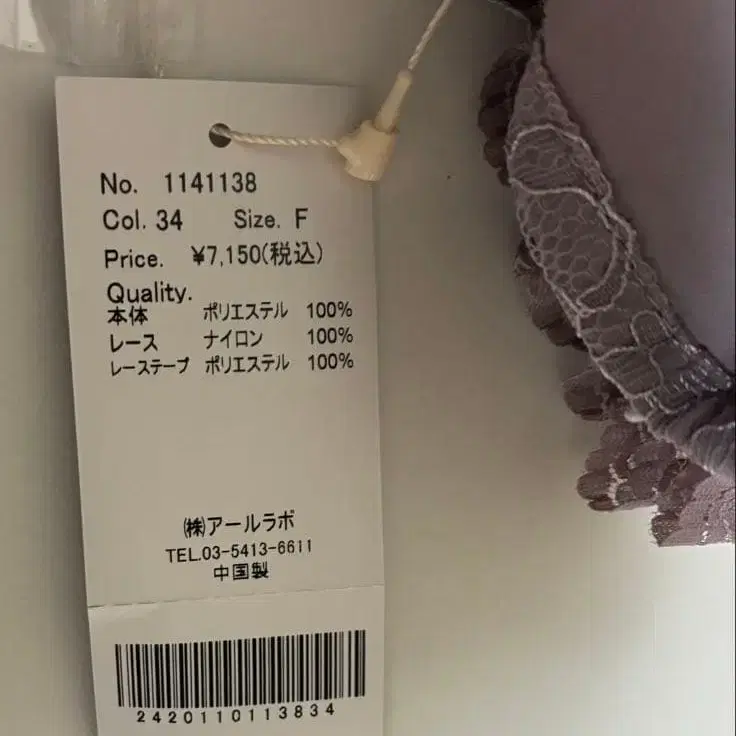 No. 1141138
Col. 34 Size. F
Price. ¥7,150(税込)
Quality.
本体 ポリエステル 100%
レース ナイロン 100%
レーステープ ポリエステル 100%
㈱アールラボ
TEL.03-5413-6611
中国製
2420110113834